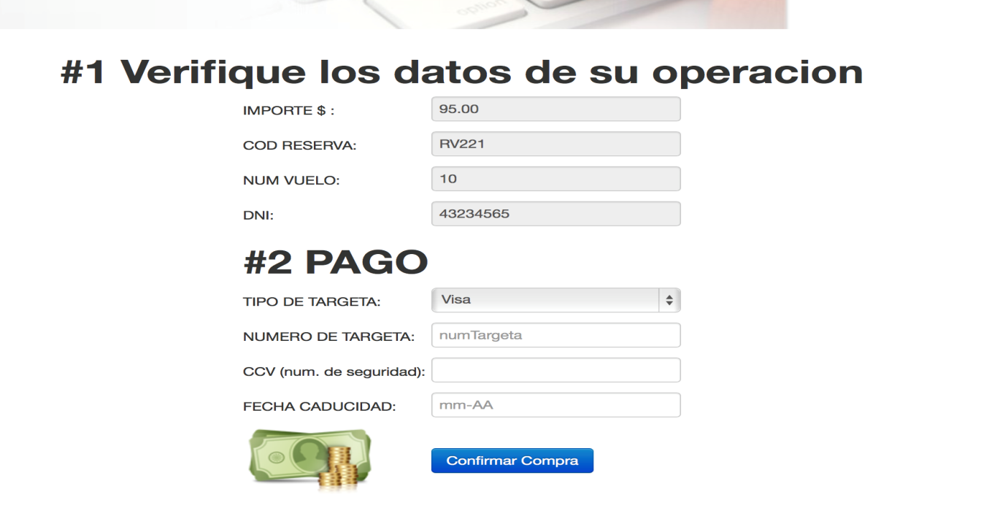 option
#1 Verifique los datos de su operacion
IMPORTE $ : 95.00
COD RESERVA: RV221
NUM VUELO: 10
DNI: 43234565
#2 PAGO
TIPO DE TARGETA: Visa
NUMERO DE TARGETA: numTargeta
CCV (num. de seguridad):
FECHA CADUCIDAD: mm-AA
Confirmar Compra